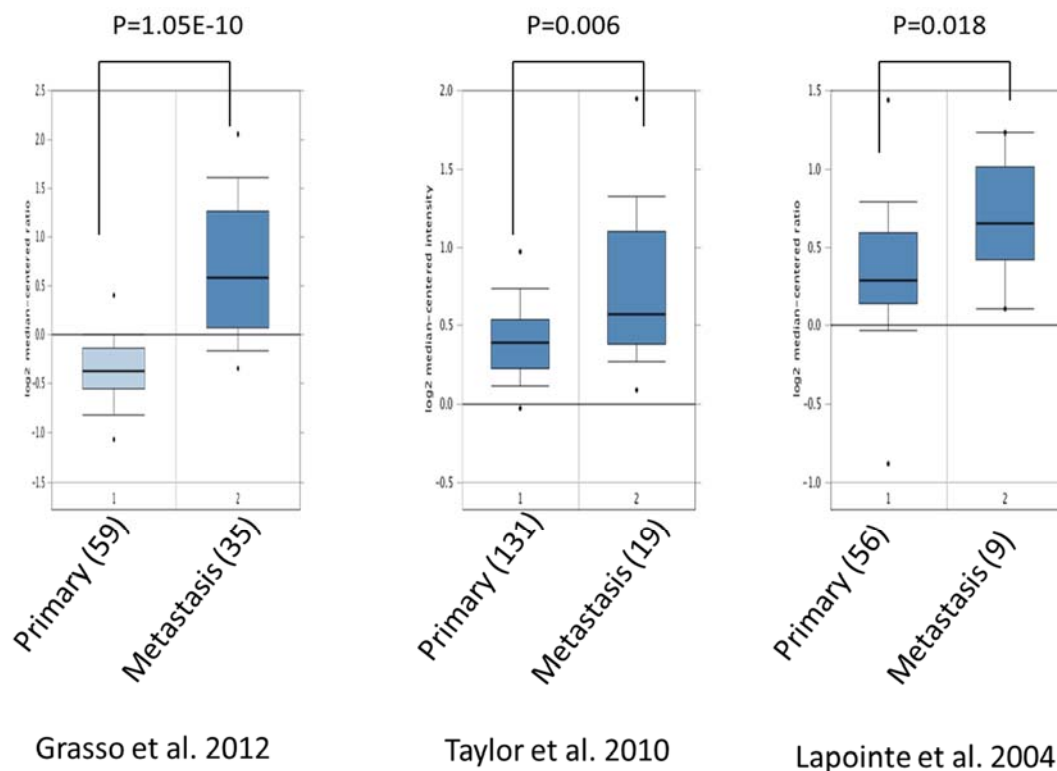 P=1.05E-10
P=0.006
P=0.018
log2 median-centered ratio
2.5
2.0
1.5
1.0
0.5
0.0
-0.5
-1.0
-1.5
1
2
Primary (59)
Metastasis (35)
Grasso et al. 2012
log2 median-centered intensity
2.0
1.5
1.0
0.5
0.0
-0.5
1
2
Primary (131)
Metastasis (19)
Taylor et al. 2010
log2 median-centered ratio
1.5
1.0
0.5
0.0
-0.5
-1.0
1
2
Primary (56)
Metastasis (9)
Lapointe et al. 2004